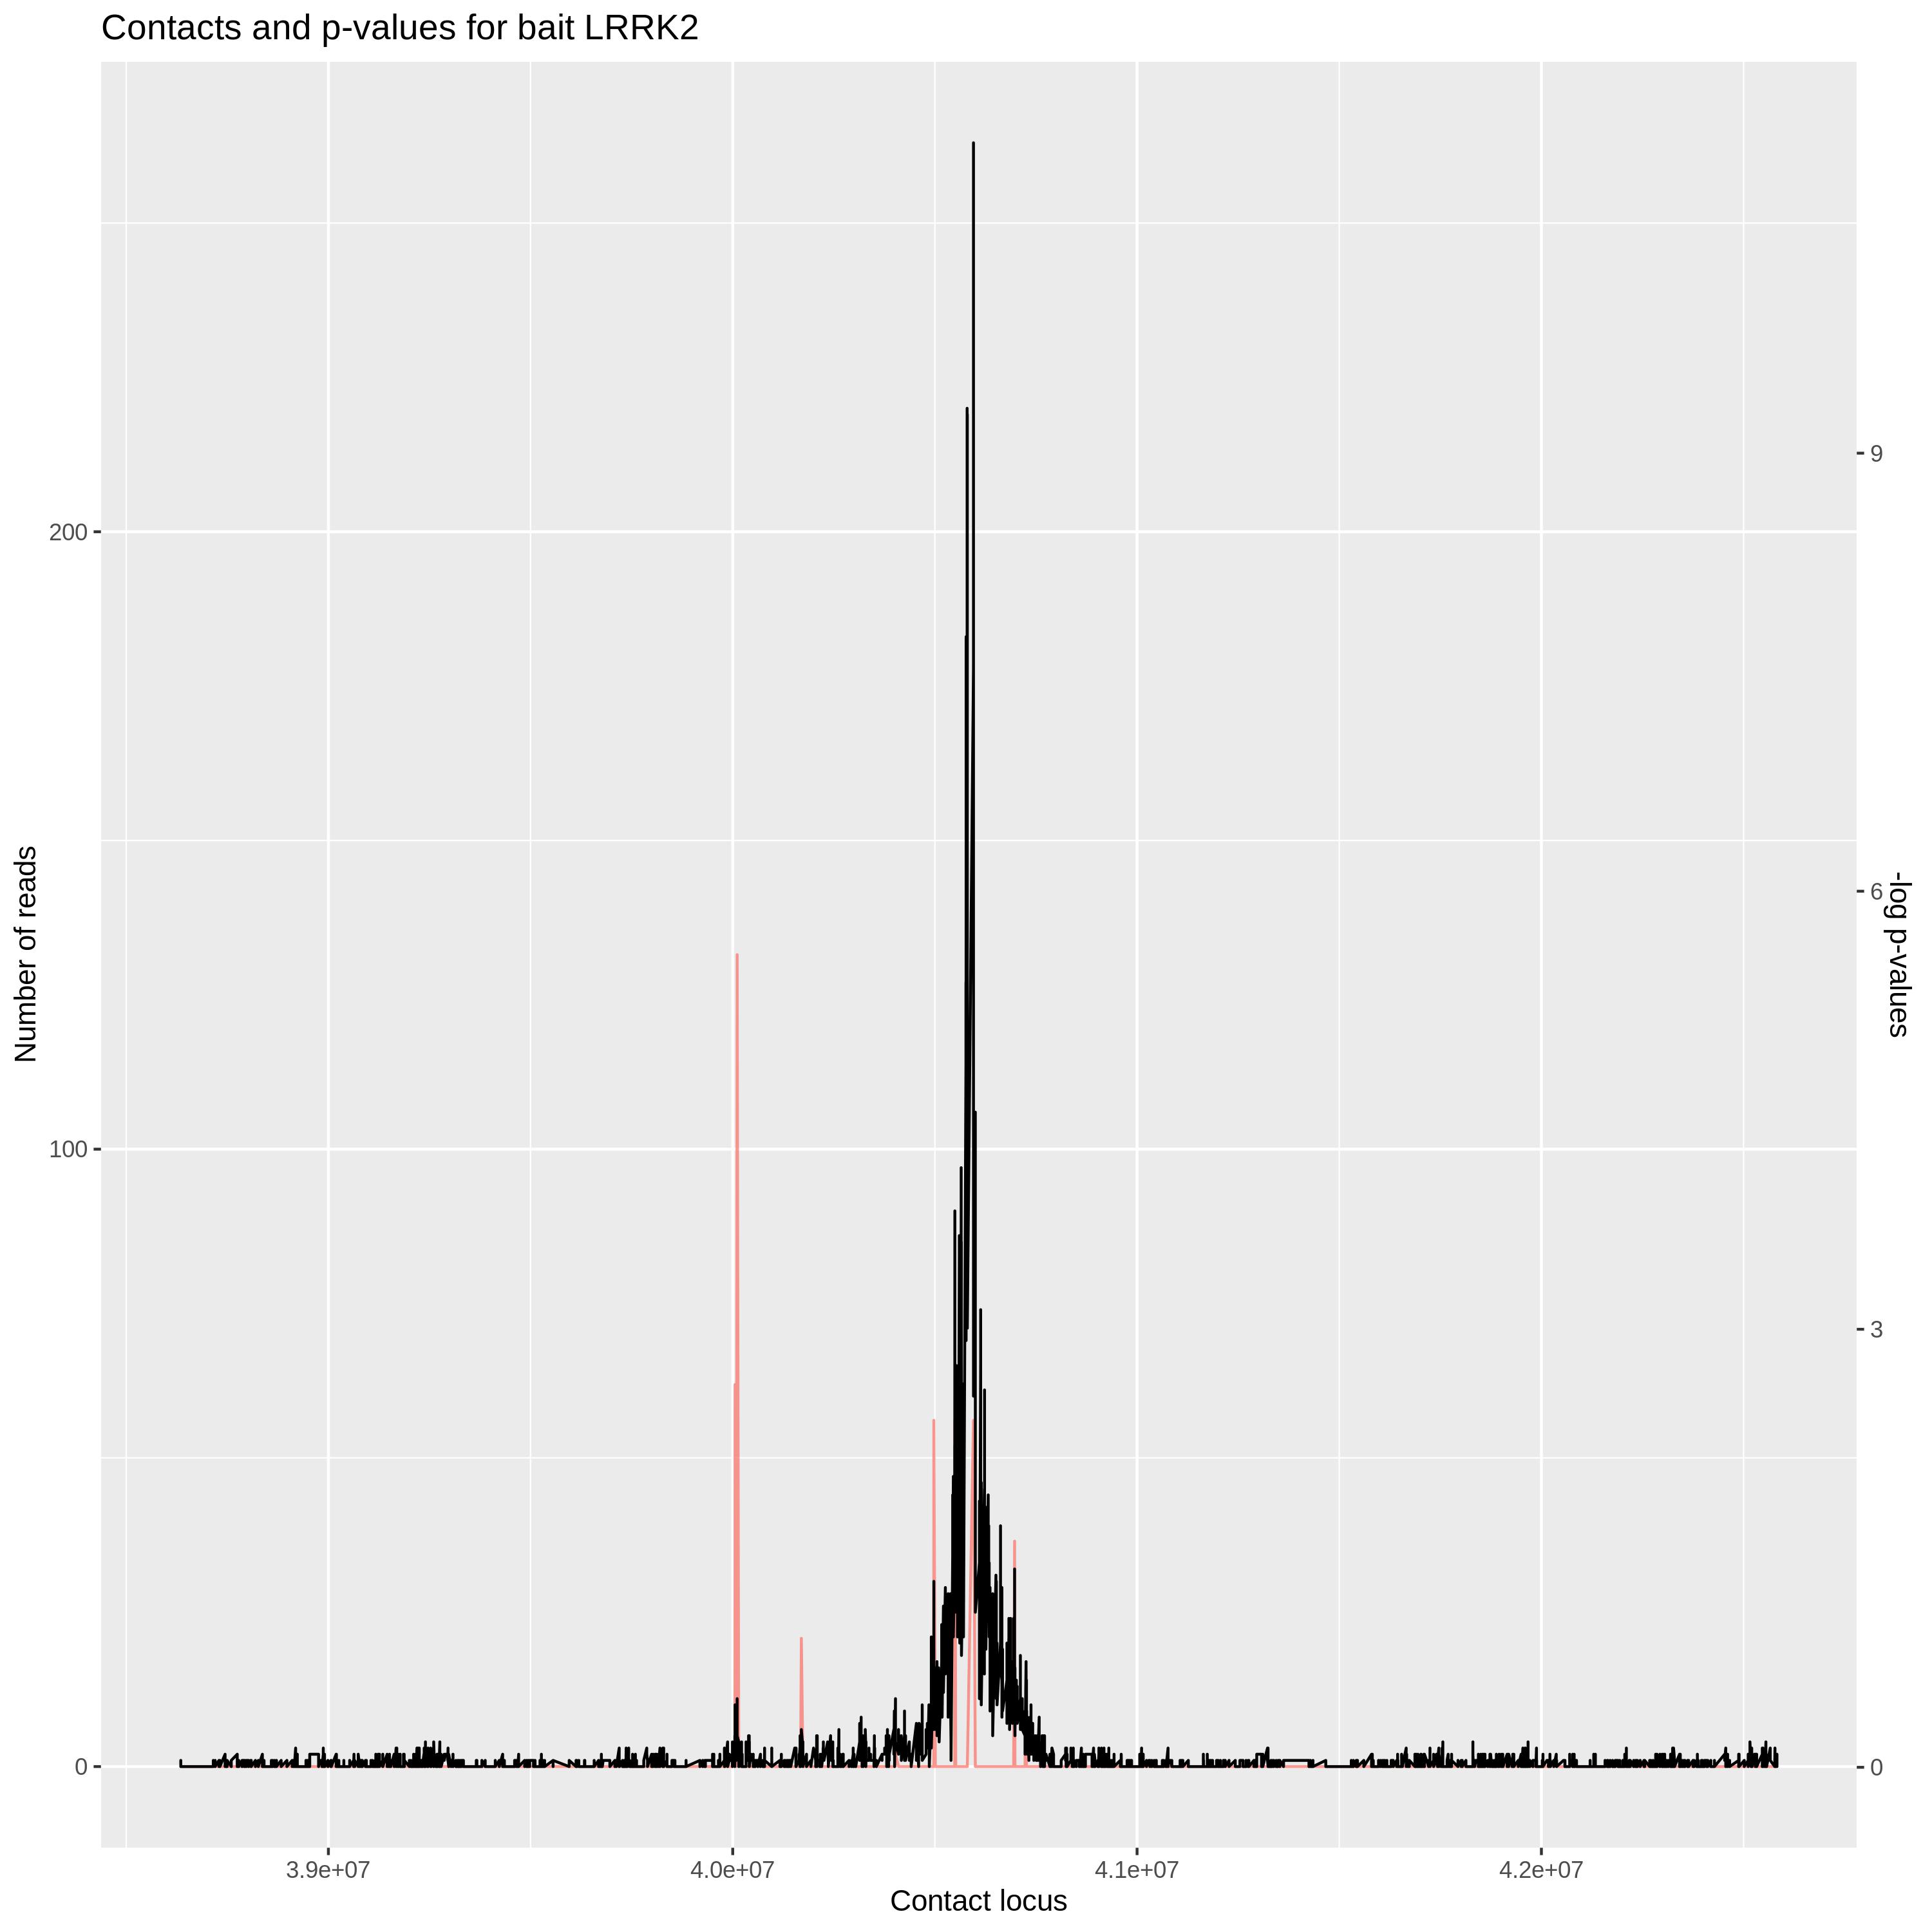 Contacts and p-values for bait LRRK2
Number of reads
200
100
0
9
6
3
0
-log p-values
3.9e+07
4.0e+07
4.1e+07
4.2e+07
Contact locus